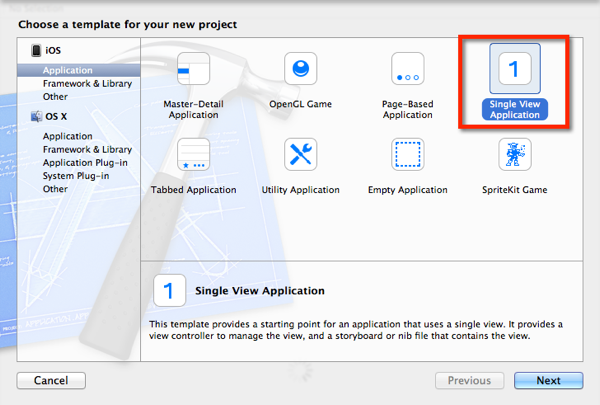 Choose a template for your new project
iOS
Application
Framework & Library
Other
OS X
Application
Framework & Library
Application Plug-in
System Plug-in
Other
Master-Detail
Application
OpenGL Game
Page-Based
Application
1
Single View
Application
Tabbed Application
Utility Application
Empty Application
SpriteKit Game
1
Single View Application
This template provides a starting point for an application that uses a single view. It provides a
view controller to manage the view, and a storyboard or nib file that contains the view.
Cancel
Previous
Next